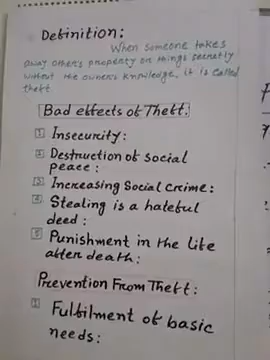 Definition:
When someone takes
away other's property or things secretly
without the owner's knowledge, it is called
theft
Bad effects of Theft.
1 Insecurity:
2 Destruction of social
peace:
3 Increasing Social crime:
4 Stealing is a hateful
deed:
5 Punishment in the life
after death:
Prevention From Theft:
1 Fulfilment of basic
needs: